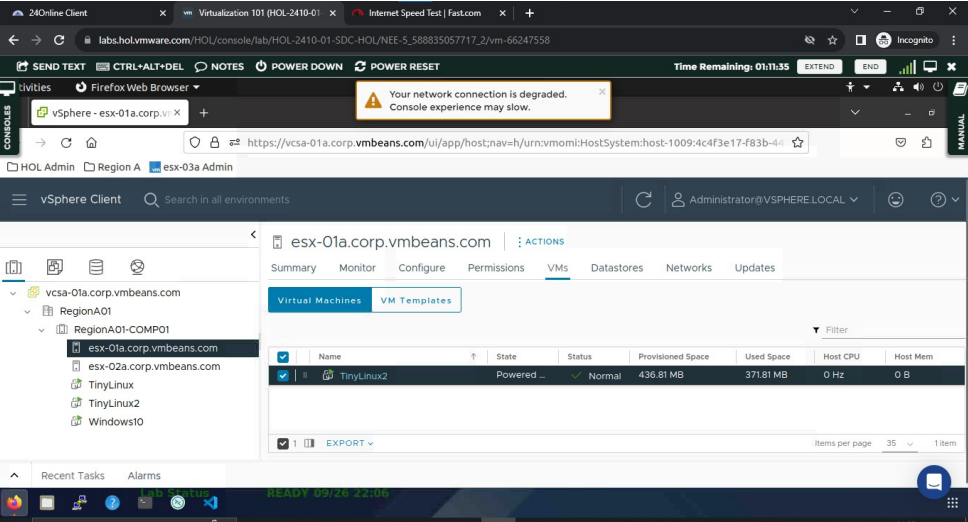 24Online Client
Virtualization 101 (HOL-2410-01-
Internet Speed Test | Fast.com
labs.hol.vmware.com/HOL/console/lab/HOL-2410-01-SDC-HOL/NEE-5_588835057717_2/vm-66247558
Incognito
SEND TEXT CTRL+ALT+DEL NOTES POWER DOWN POWER RESET Time Remaining: 01:11:35 EXTEND END
tivities Firefox Web Browser
Your network connection is degraded.
Console experience may slow.
CONSOLES
MANUAL
vSphere - esx-01a.corp.vm
https://vcsa-01a.corp.vmbeans.com/ui/app/host;nav=h/urn:vmomi:HostSystem:host-1009:4c4f3e17-f83b-44
HOL Admin Region A esx-03a Admin
vSphere Client Search in all environments Administrator@VSPHERE.LOCAL
esx-01a.corp.vmbeans.com ACTIONS
Summary Monitor Configure Permissions VMs Datastores Networks Updates
vcsa-01a.corp.vmbeans.com
RegionA01
RegionA01-COMP01
esx-01a.corp.vmbeans.com
esx-02a.corp.vmbeans.com
TinyLinux
TinyLinux2
Windows10
Virtual Machines VM Templates
Filter
Name State Status Provisioned Space Used Space Host CPU Host Mem
TinyLinux2 Powered ... Normal 436.81 MB 371.81 MB 0 Hz 0 B
1 EXPORT Items per page 35 1 item
Recent Tasks Alarms
Lab Status READY 09/26 22:06